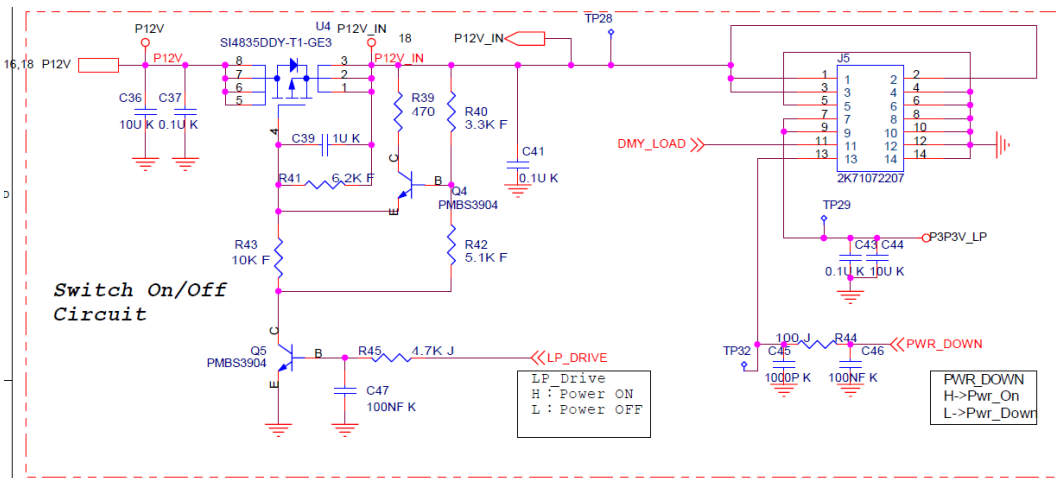 P12V
U4
P12V_IN
TP28
SI4835DDY-T1-GE3
18
P12V_IN
16,18 P12V
P12V
P12V_IN
8
7
6
5
3
2
1
4
C36
10U K
C37
0.1U K
C39
1U K
R39
470
R40
3.3K F
C41
0.1U K
R41
6.2K F
C
B
E
Q4
PMBS3904
R43
10K F
R42
5.1K F
J5
1
3
5
7
9
11
13
1
3
5
7
9
11
13
2
4
6
8
10
12
14
2
4
6
8
10
12
14
2K71072207
DMY_LOAD
TP29
P3P3V_LP
C43
C44
0.1U K
10U K
Switch On/Off
Circuit
Q5
PMBS3904
C
B
E
R45
4.7K J
LP_DRIVE
C47
100NF K
LP_Drive
H : Power ON
L : Power OFF
TP32
100 J
R44
PWR_DOWN
C45
1000P K
C46
100NF K
PWR_DOWN
H->Pwr_On
L->Pwr_Down